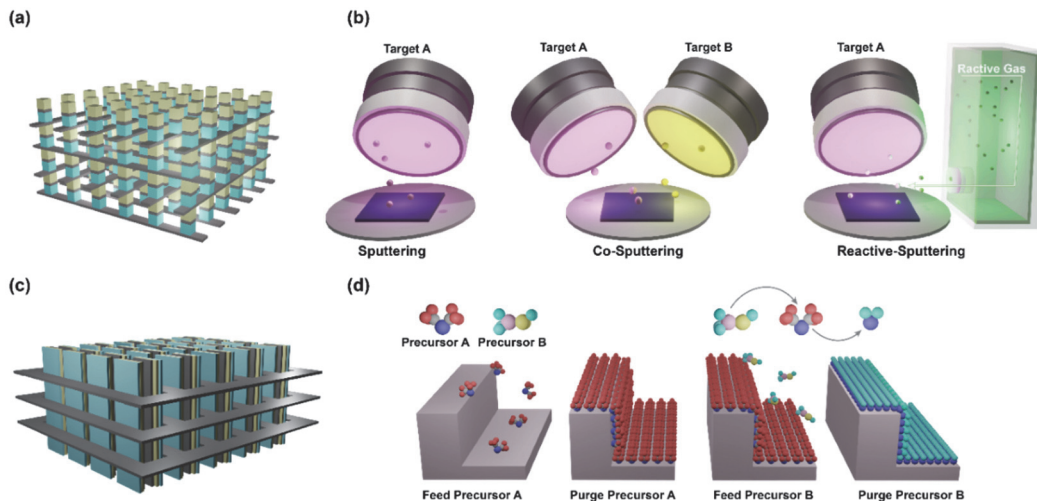 (a)
(b)
Target A
Target A
Target B
Target A
Ractive Gas
Sputtering
Co-Sputtering
Reactive-Sputtering
(c)
(d)
Precursor A
Precursor B
Feed Precursor A
Purge Precursor A
Feed Precursor B
Purge Precursor B